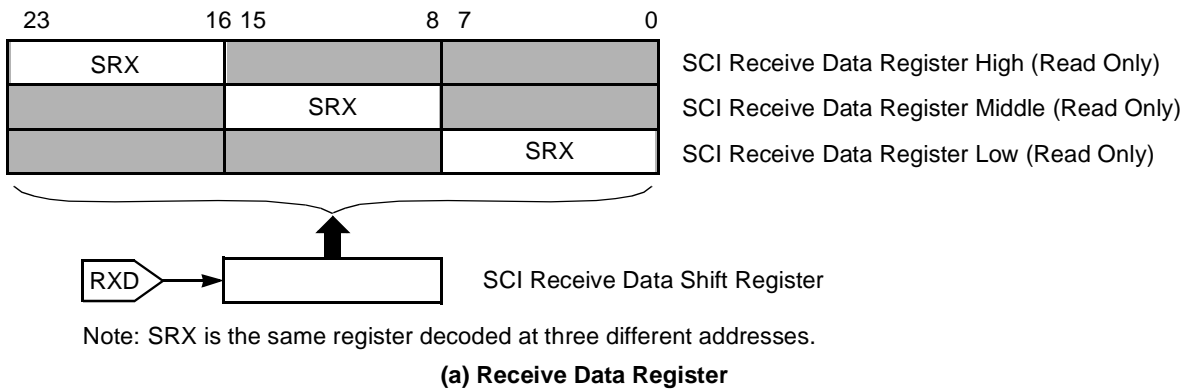 23 16 15 8 7 0
SRX SCI Receive Data Register High (Read Only)
SRX SCI Receive Data Register Middle (Read Only)
SRX SCI Receive Data Register Low (Read Only)
RXD SCI Receive Data Shift Register
Note: SRX is the same register decoded at three different addresses.
(a) Receive Data Register